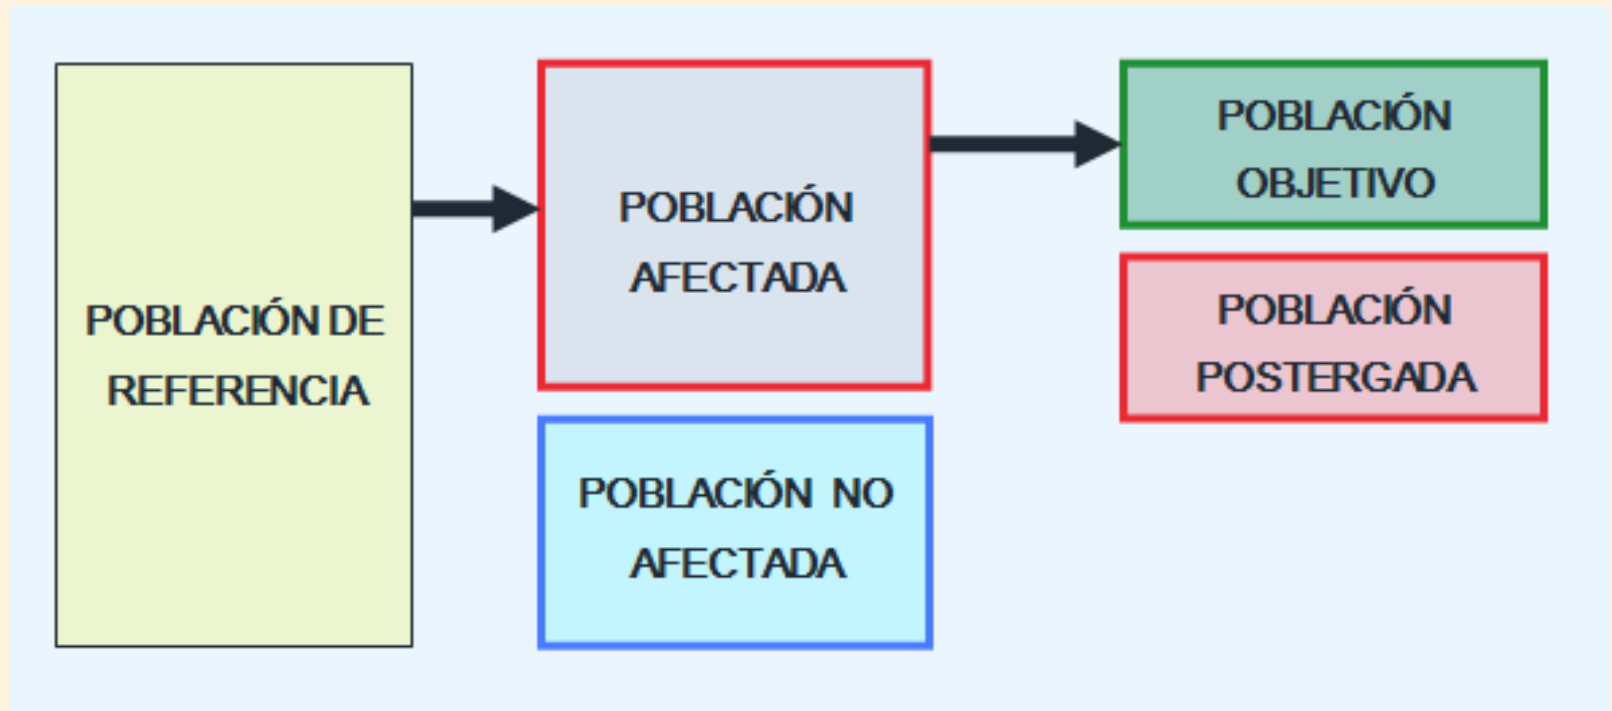 POBLACIÓN DE
REFERENCIA
POBLACIÓN
AFECTADA
POBLACIÓN NO
AFECTADA
POBLACIÓN
OBJETIVO
POBLACIÓN
POSTERGADA